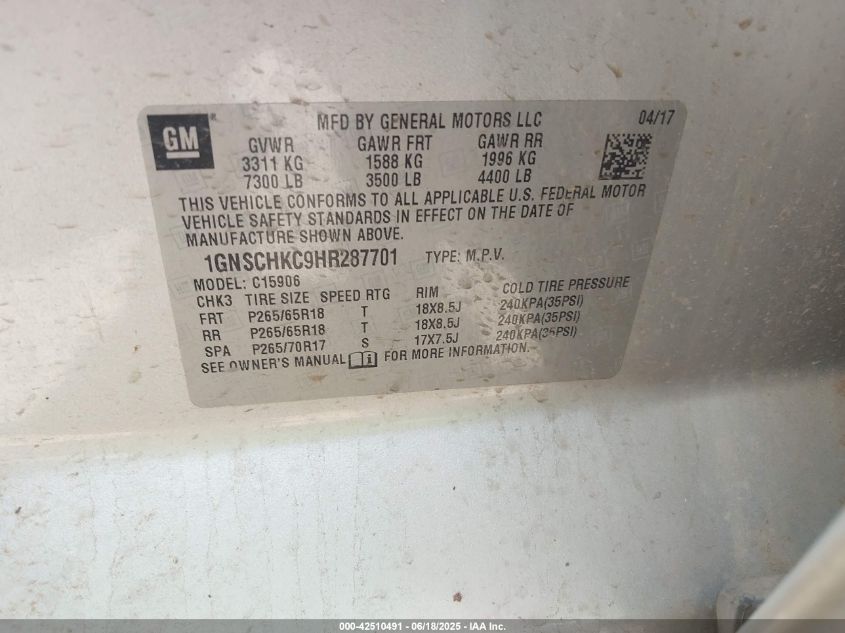 GM
MFD BY GENERAL MOTORS LLC 04/17
GVWR GAWR FRT GAWR RR
3311 KG 1588 KG 1996 KG
7300 LB 3500 LB 4400 LB
THIS VEHICLE CONFORMS TO ALL APPLICABLE U.S. FEDERAL MOTOR
VEHICLE SAFETY STANDARDS IN EFFECT ON THE DATE OF
MANUFACTURE SHOWN ABOVE.
1GNSCHKC9HR287701 TYPE: M.P.V.
MODEL: C15906
CHK3 TIRE SIZE SPEED RTG RIM COLD TIRE PRESSURE
FRT P265/65R18 T 18X8.5J 240KPA(35PSI)
RR P265/65R18 T 18X8.5J 240KPA(35PSI)
SPA P265/70R17 S 17X7.5J 240KPA(35PSI)
SEE OWNER'S MANUAL FOR MORE INFORMATION.
000-42510491 - 06/18/2025 - IAA Inc.